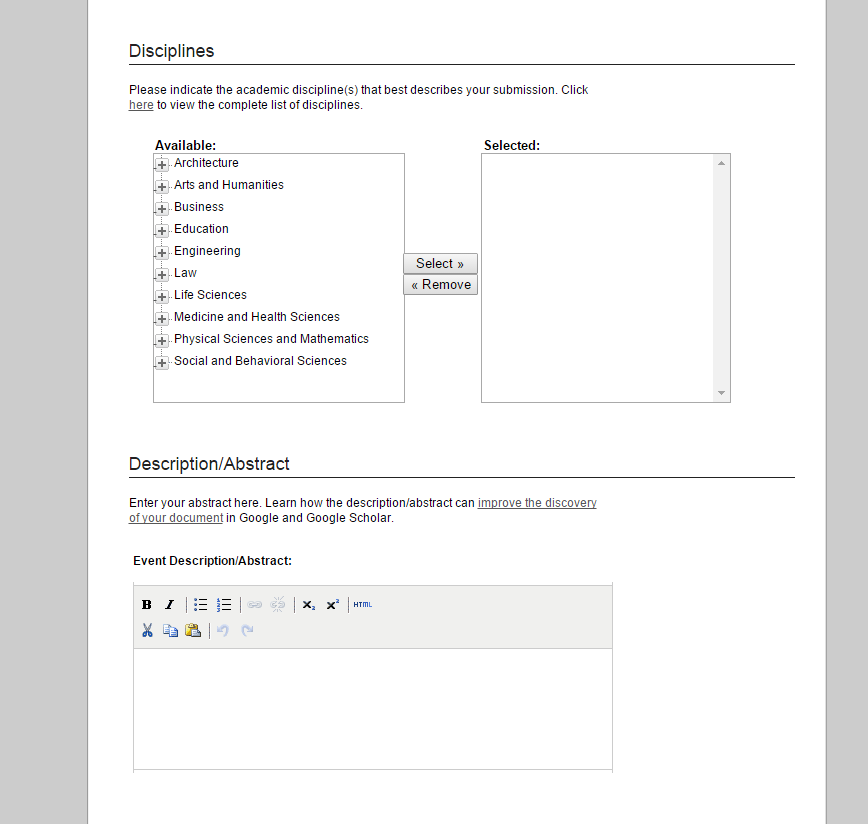 Disciplines
Please indicate the academic discipline(s) that best describes your submission. Click
here to view the complete list of disciplines.
Available:
Selected:
Architecture
Arts and Humanities
Business
Education
Engineering
Law
Life Sciences
Medicine and Health Sciences
Physical Sciences and Mathematics
Social and Behavioral Sciences
Select »
« Remove
Description/Abstract
Enter your abstract here. Learn how the description/abstract can improve the discovery
of your document in Google and Google Scholar.
Event Description/Abstract:
B I x₂ x² HTML